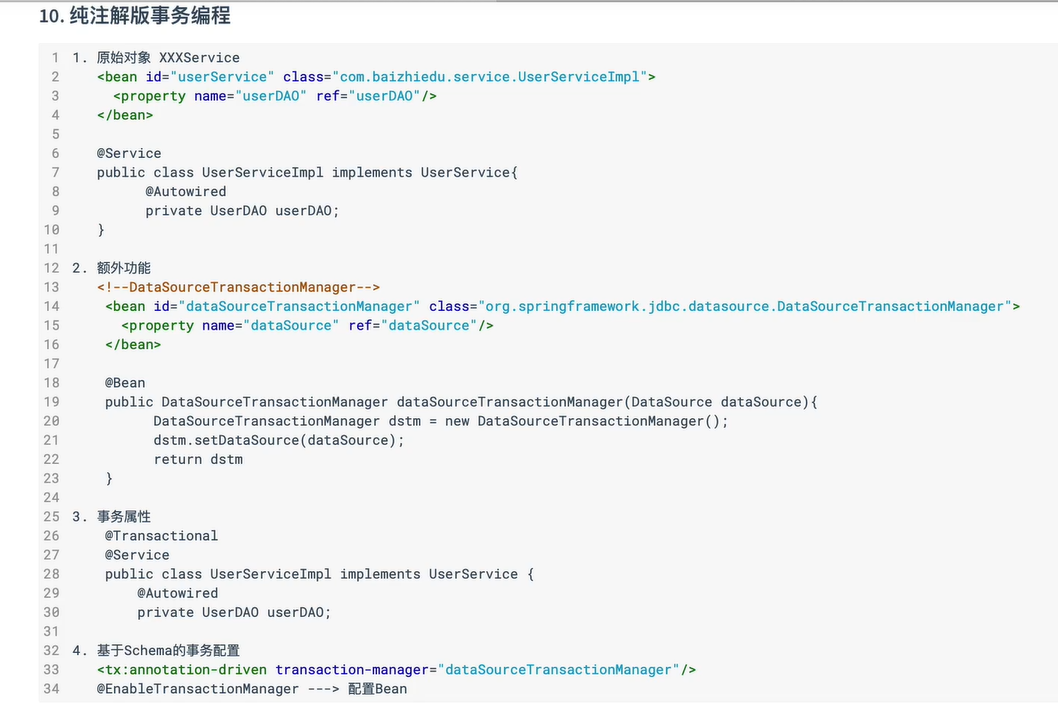 10. 纯注解版事务编程
1 1. 原始对象 XXXService
2 <bean id="userService" class="com.baizhiedu.service.UserServiceImpl">
3 <property name="userDAO" ref="userDAO"/>
4 </bean>
5
6 @Service
7 public class UserServiceImpl implements UserService{
8 @Autowired
9 private UserDAO userDAO;
10 }
11
12 2. 额外功能
13 <!--DataSourceTransactionManager-->
14 <bean id="dataSourceTransactionManager" class="org.springframework.jdbc.datasource.DataSourceTransactionManager">
15 <property name="dataSource" ref="dataSource"/>
16 </bean>
17
18 @Bean
19 public DataSourceTransactionManager dataSourceTransactionManager(DataSource dataSource){
20 DataSourceTransactionManager dstm = new DataSourceTransactionManager();
21 dstm.setDataSource(dataSource);
22 return dstm
23 }
24
25 3. 事务属性
26 @Transactional
27 @Service
28 public class UserServiceImpl implements UserService {
29 @Autowired
30 private UserDAO userDAO;
31
32 4. 基于Schema的事务配置
33 <tx:annotation-driven transaction-manager="dataSourceTransactionManager"/>
34 @EnableTransactionManager ---> 配置Bean